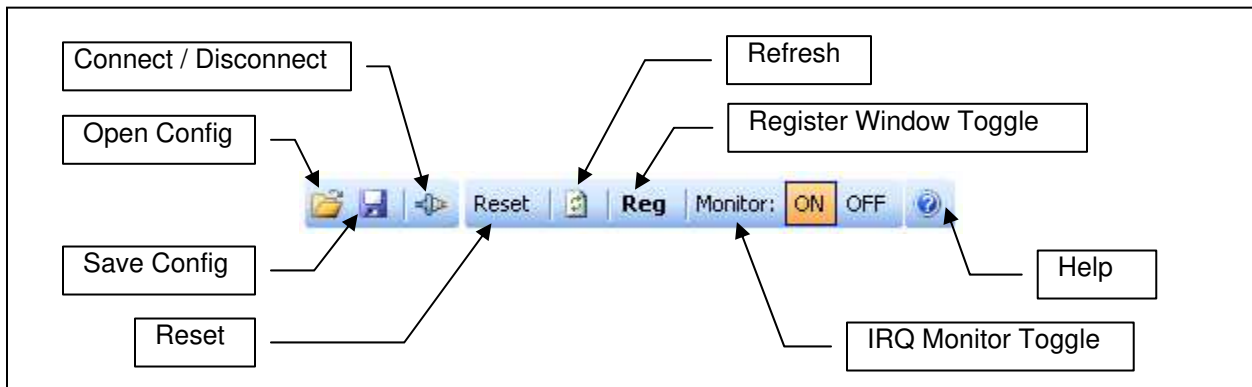 Connect / Disconnect
Refresh
Open Config
Register Window Toggle
Reset Reg Monitor: ON OFF
Save Config
Help
Reset
IRQ Monitor Toggle